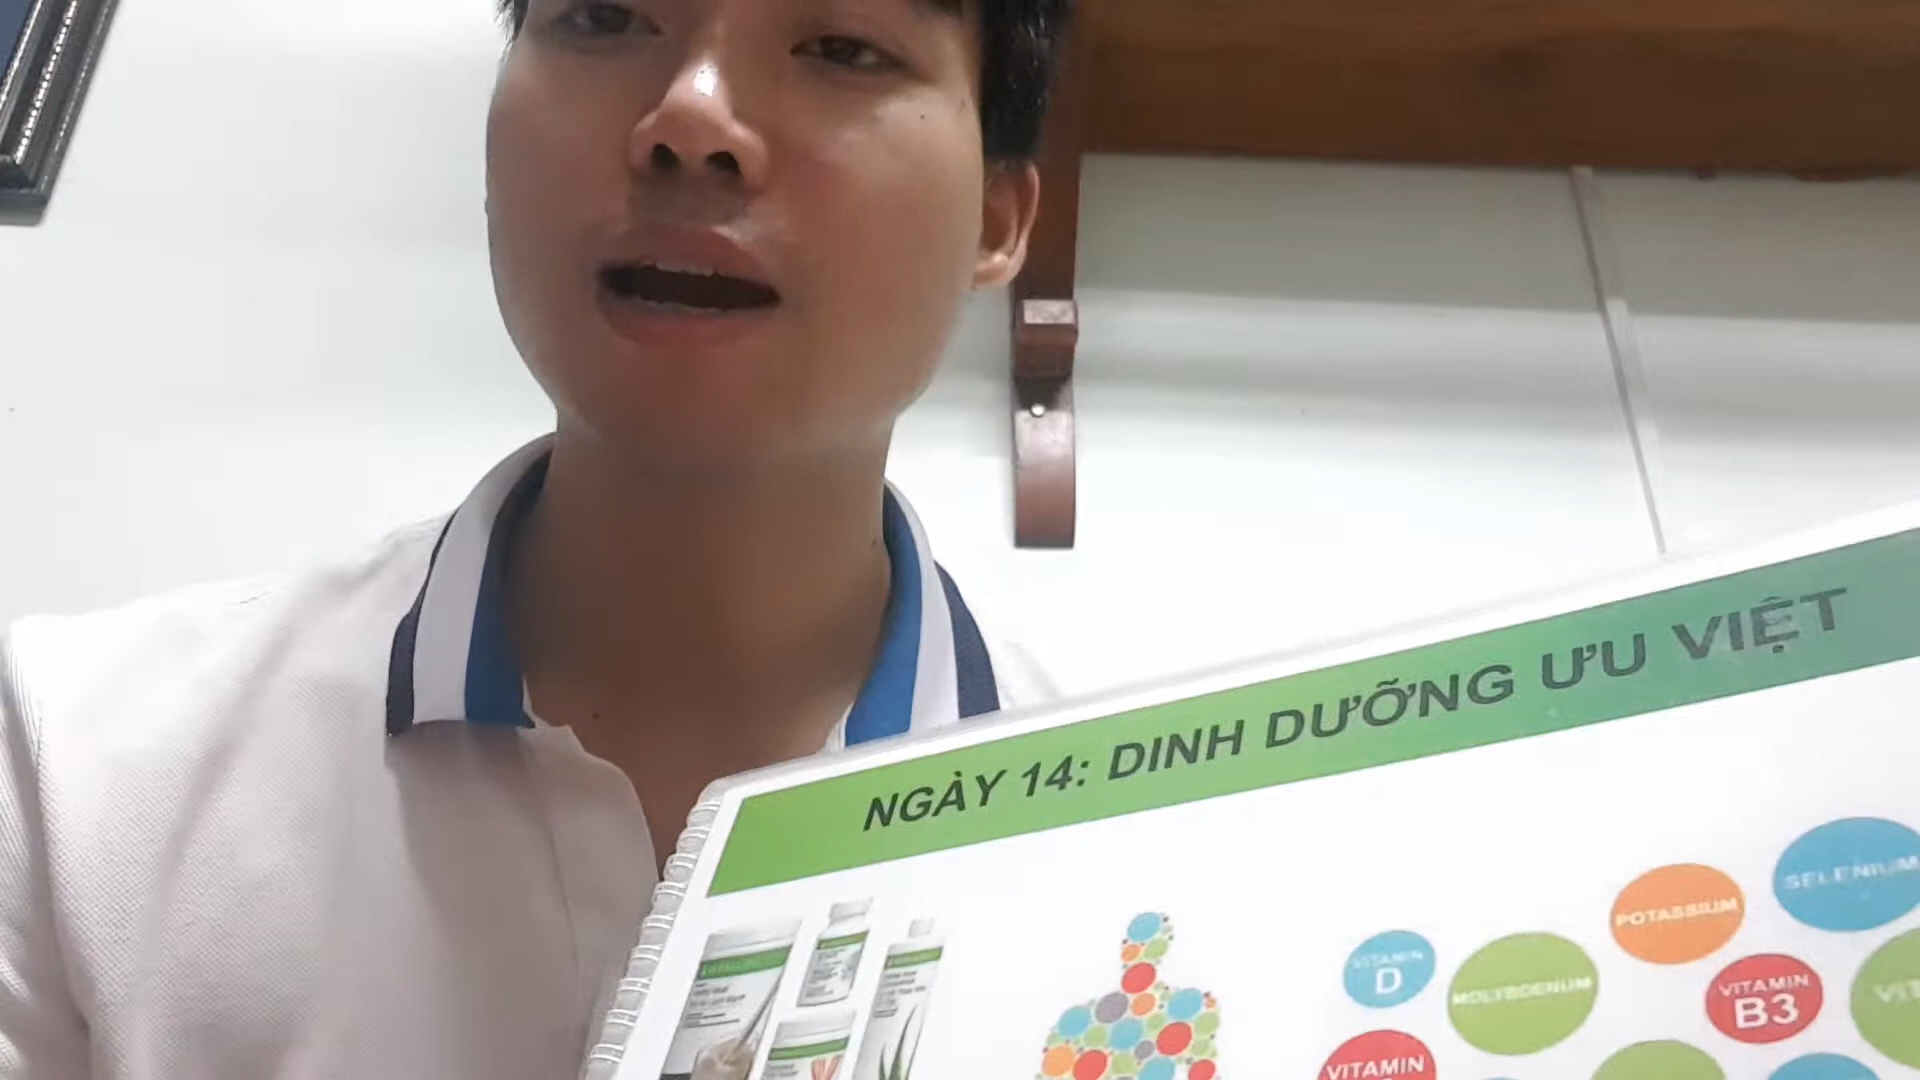 NGÀY 14: DINH DƯỠNG ƯU VIỆT
SELENIUM
POTASSIUM
VITAMIN
D
MOLYBDENUM
VITAMIN
B3
VITAMIN